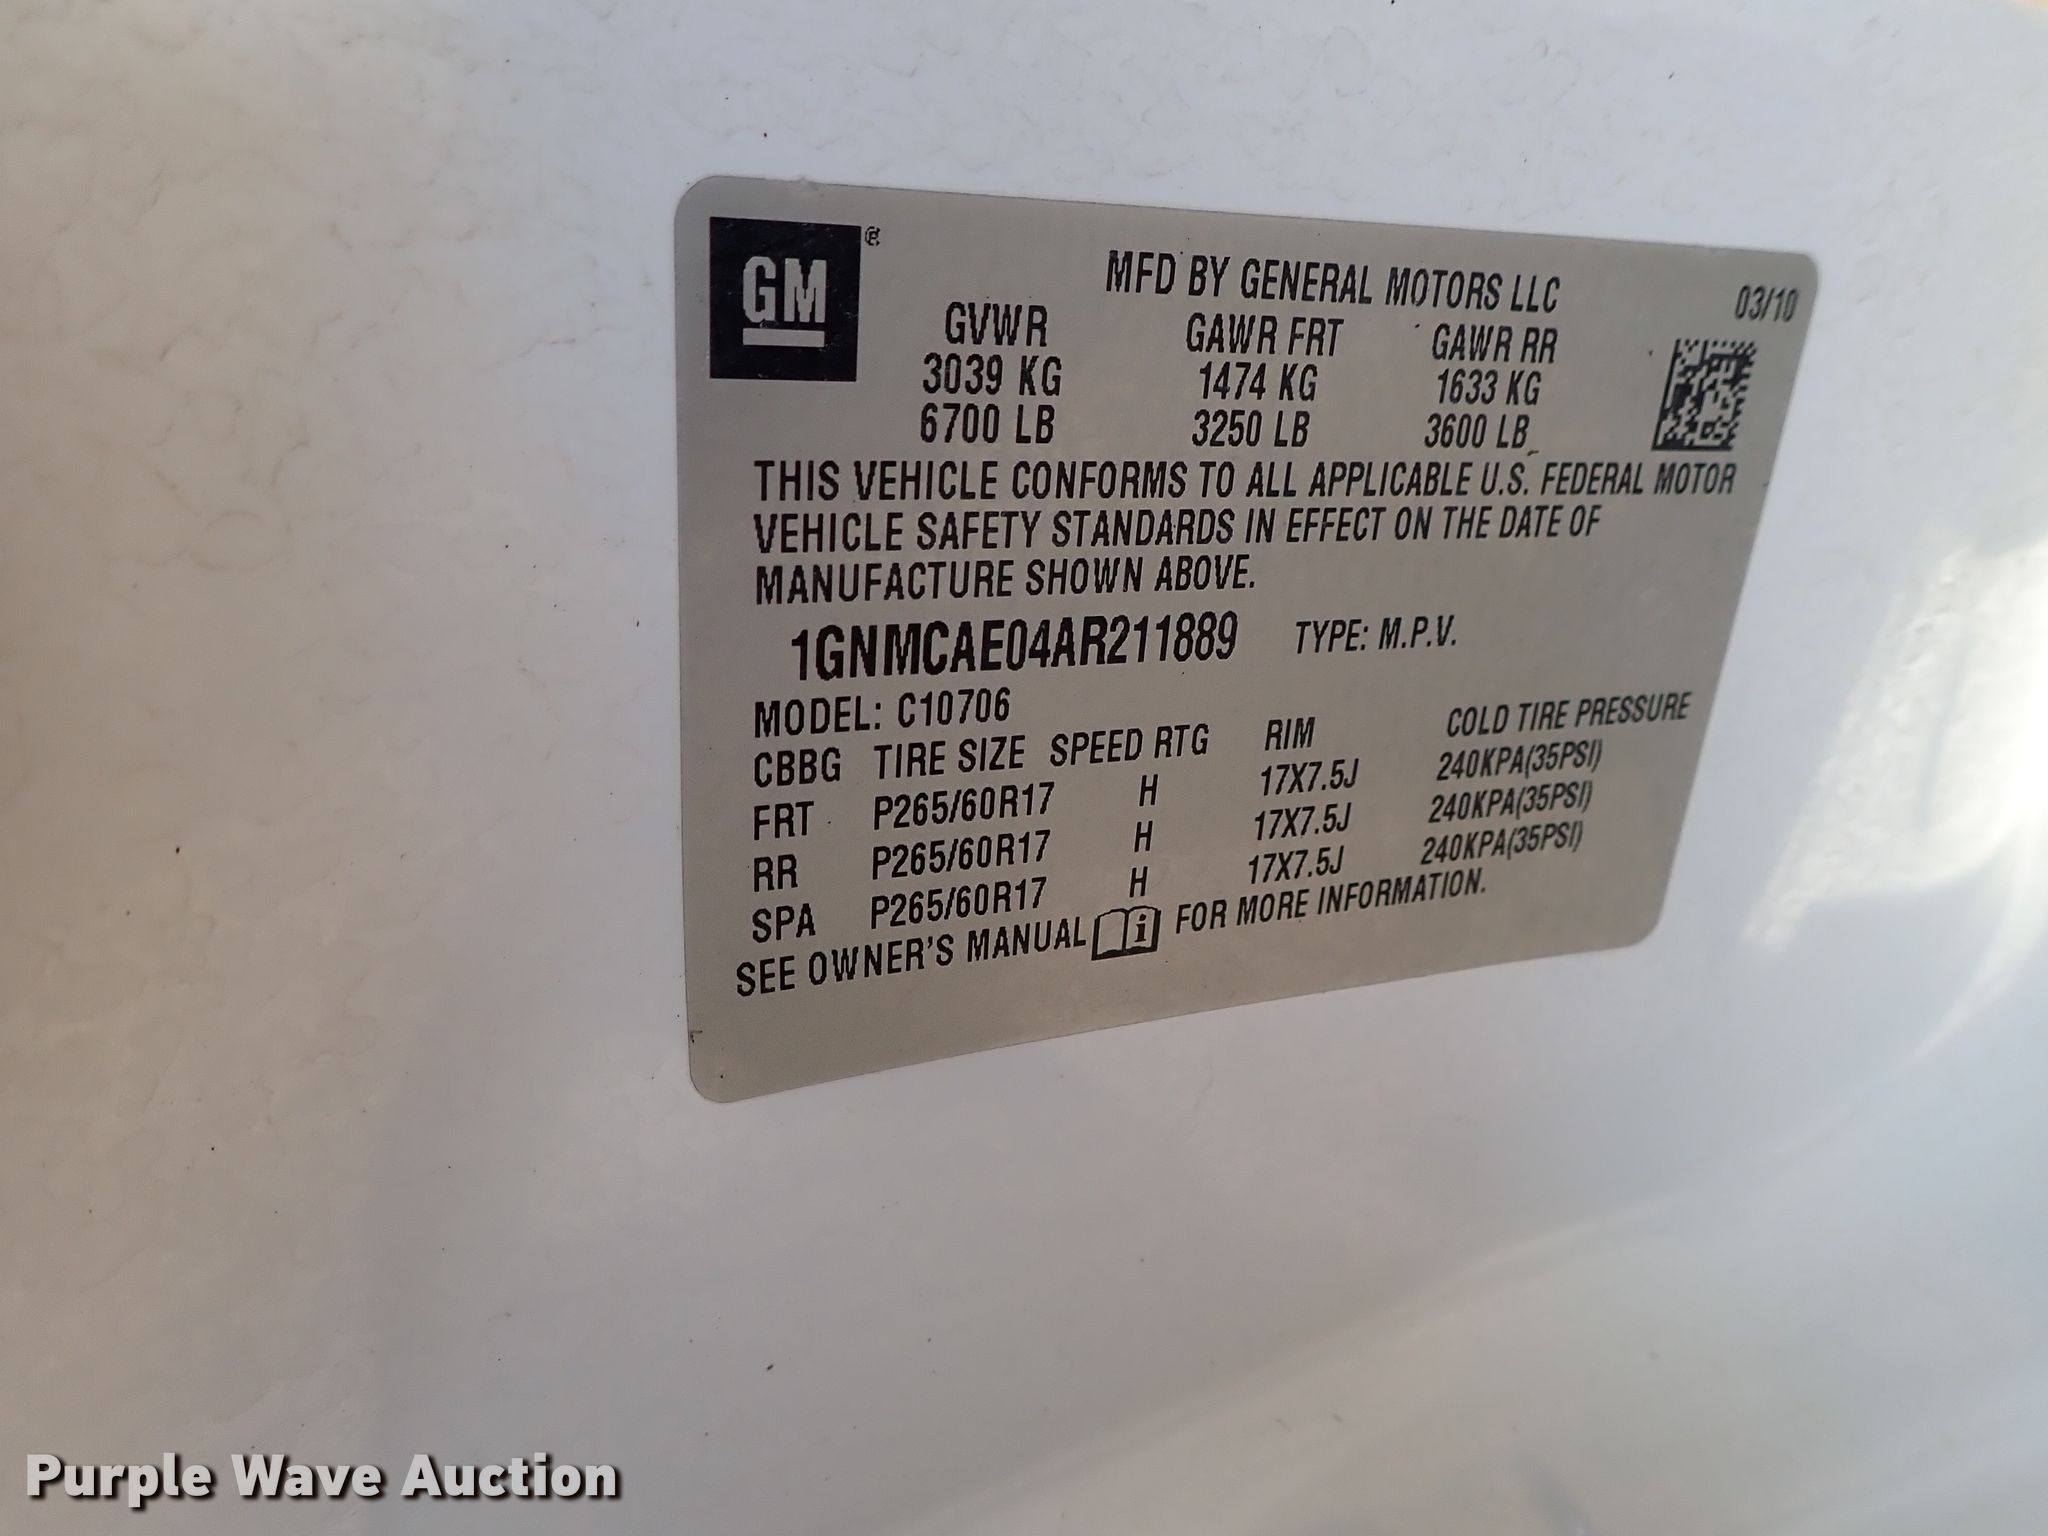 GM
MFD BY GENERAL MOTORS LLC 03/10
GVWR GAWR FRT GAWR RR
3039 KG 1474 KG 1633 KG
6700 LB 3250 LB 3600 LB
THIS VEHICLE CONFORMS TO ALL APPLICABLE U.S. FEDERAL MOTOR
VEHICLE SAFETY STANDARDS IN EFFECT ON THE DATE OF
MANUFACTURE SHOWN ABOVE.
1GNMCAE04AR211889 TYPE: M.P.V.
MODEL: C10706
CBBG TIRE SIZE SPEED RTG RIM COLD TIRE PRESSURE
FRT P265/60R17 H 17X7.5J 240KPA(35PSI)
RR P265/60R17 H 17X7.5J 240KPA(35PSI)
SPA P265/60R17 H 17X7.5J 240KPA(35PSI)
SEE OWNER'S MANUAL i FOR MORE INFORMATION.
Purple Wave Auction